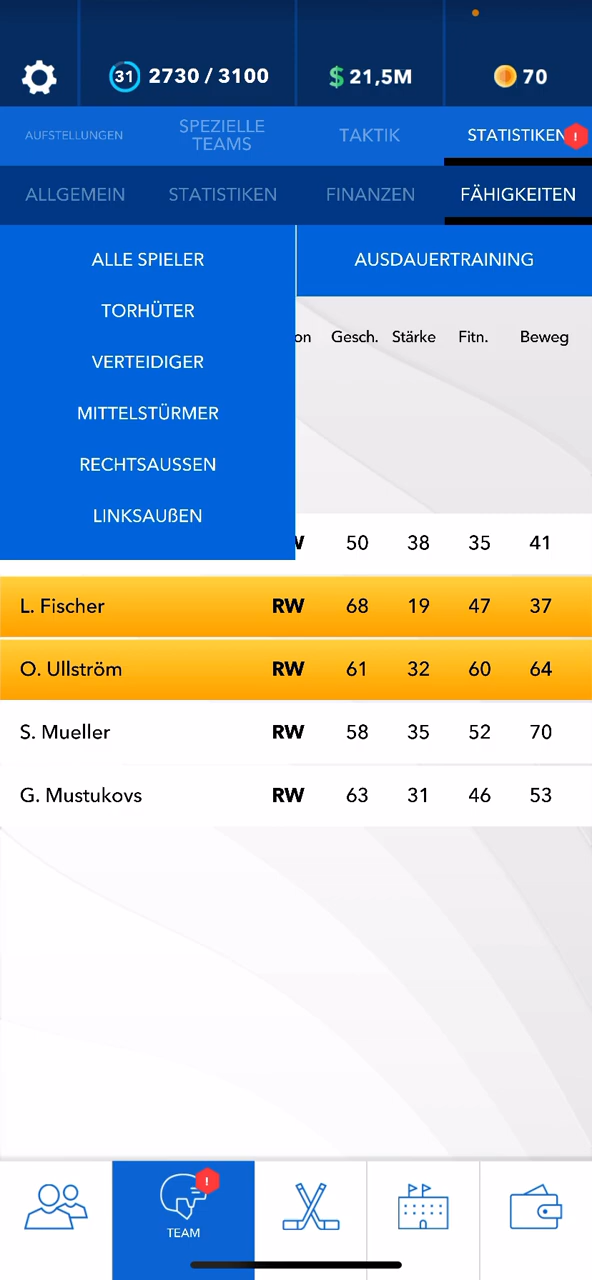 31 2730 / 3100 $ 21,5M 70
AUFSTELLUNGEN SPEZIELLE TEAMS TAKTIK STATISTIKEN !
ALLGEMEIN STATISTIKEN FINANZEN FÄHIGKEITEN
ALLE SPIELER AUSDAUERTRAINING
TORHÜTER
on Gesch. Stärke Fitn. Beweg
VERTEIDIGER
MITTELSTÜRMER
RECHTSAUSSEN
LINKSAUßEN
50 38 35 41
L. Fischer RW 68 19 47 37
O. Ullström RW 61 32 60 64
S. Mueller RW 58 35 52 70
G. Mustukovs RW 63 31 46 53
!
TEAM